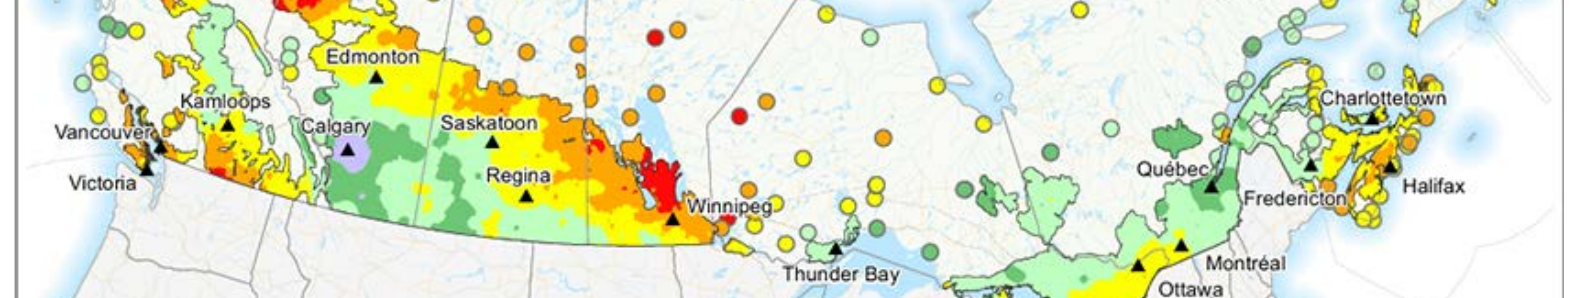 Edmonton
Kamloops
Charlottetown
Vancouver
Calgary
Saskatoon
Québec
Victoria
Regina
Halifax
Winnipeg
Fredericton
Thunder Bay
Montréal
Ottawa